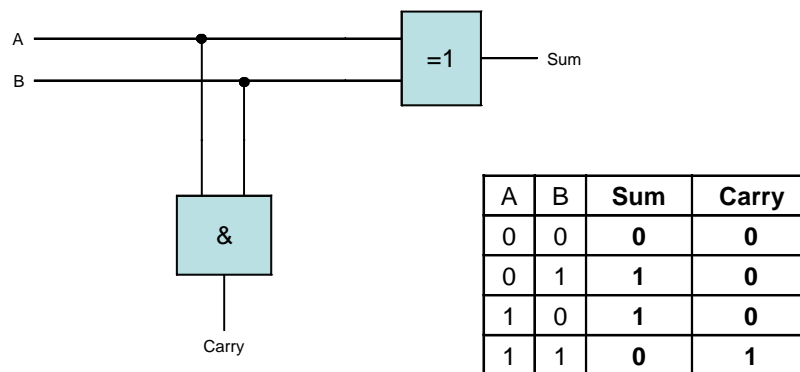 A
=1
Sum
B
&
Carry
A B Sum Carry
0 0 0 0
0 1 1 0
1 0 1 0
1 1 0 1